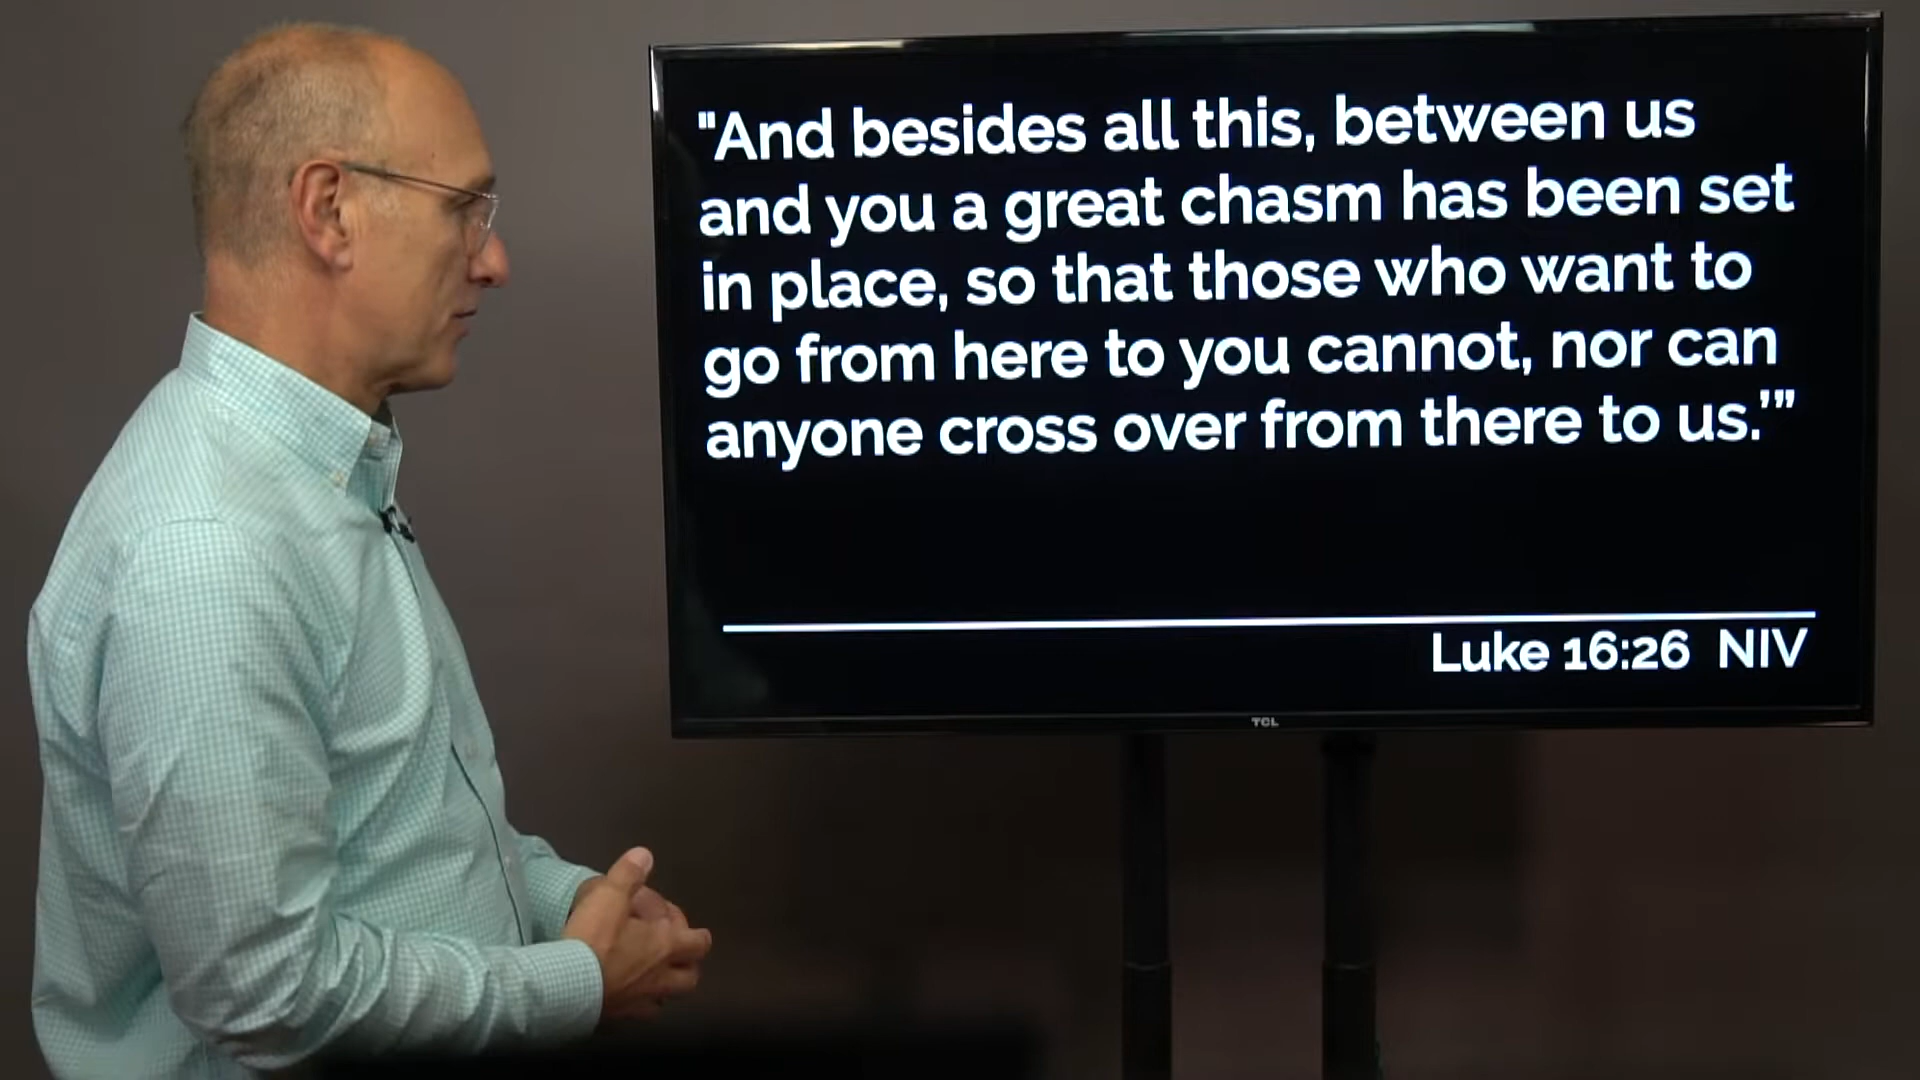 "And besides all this, between us
and you a great chasm has been set
in place, so that those who want to
go from here to you cannot, nor can
anyone cross over from there to us.'”
Luke 16:26 NIV
TCL